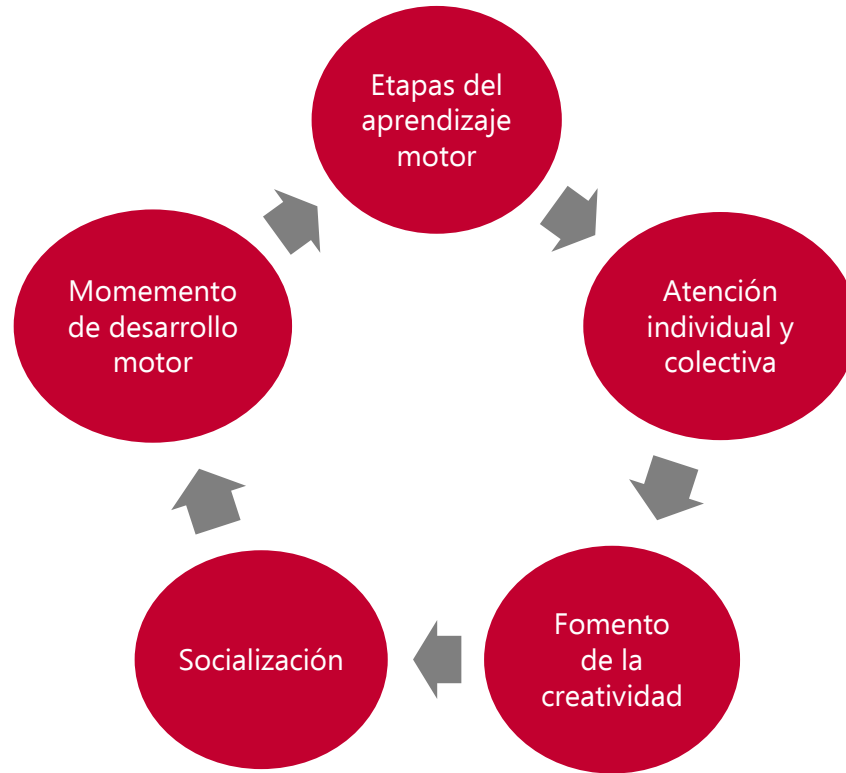 Etapas del
aprendizaje
motor
Atención
individual y
colectiva
Fomento
de la
creatividad
Socialización
Momemento
de desarrollo
motor